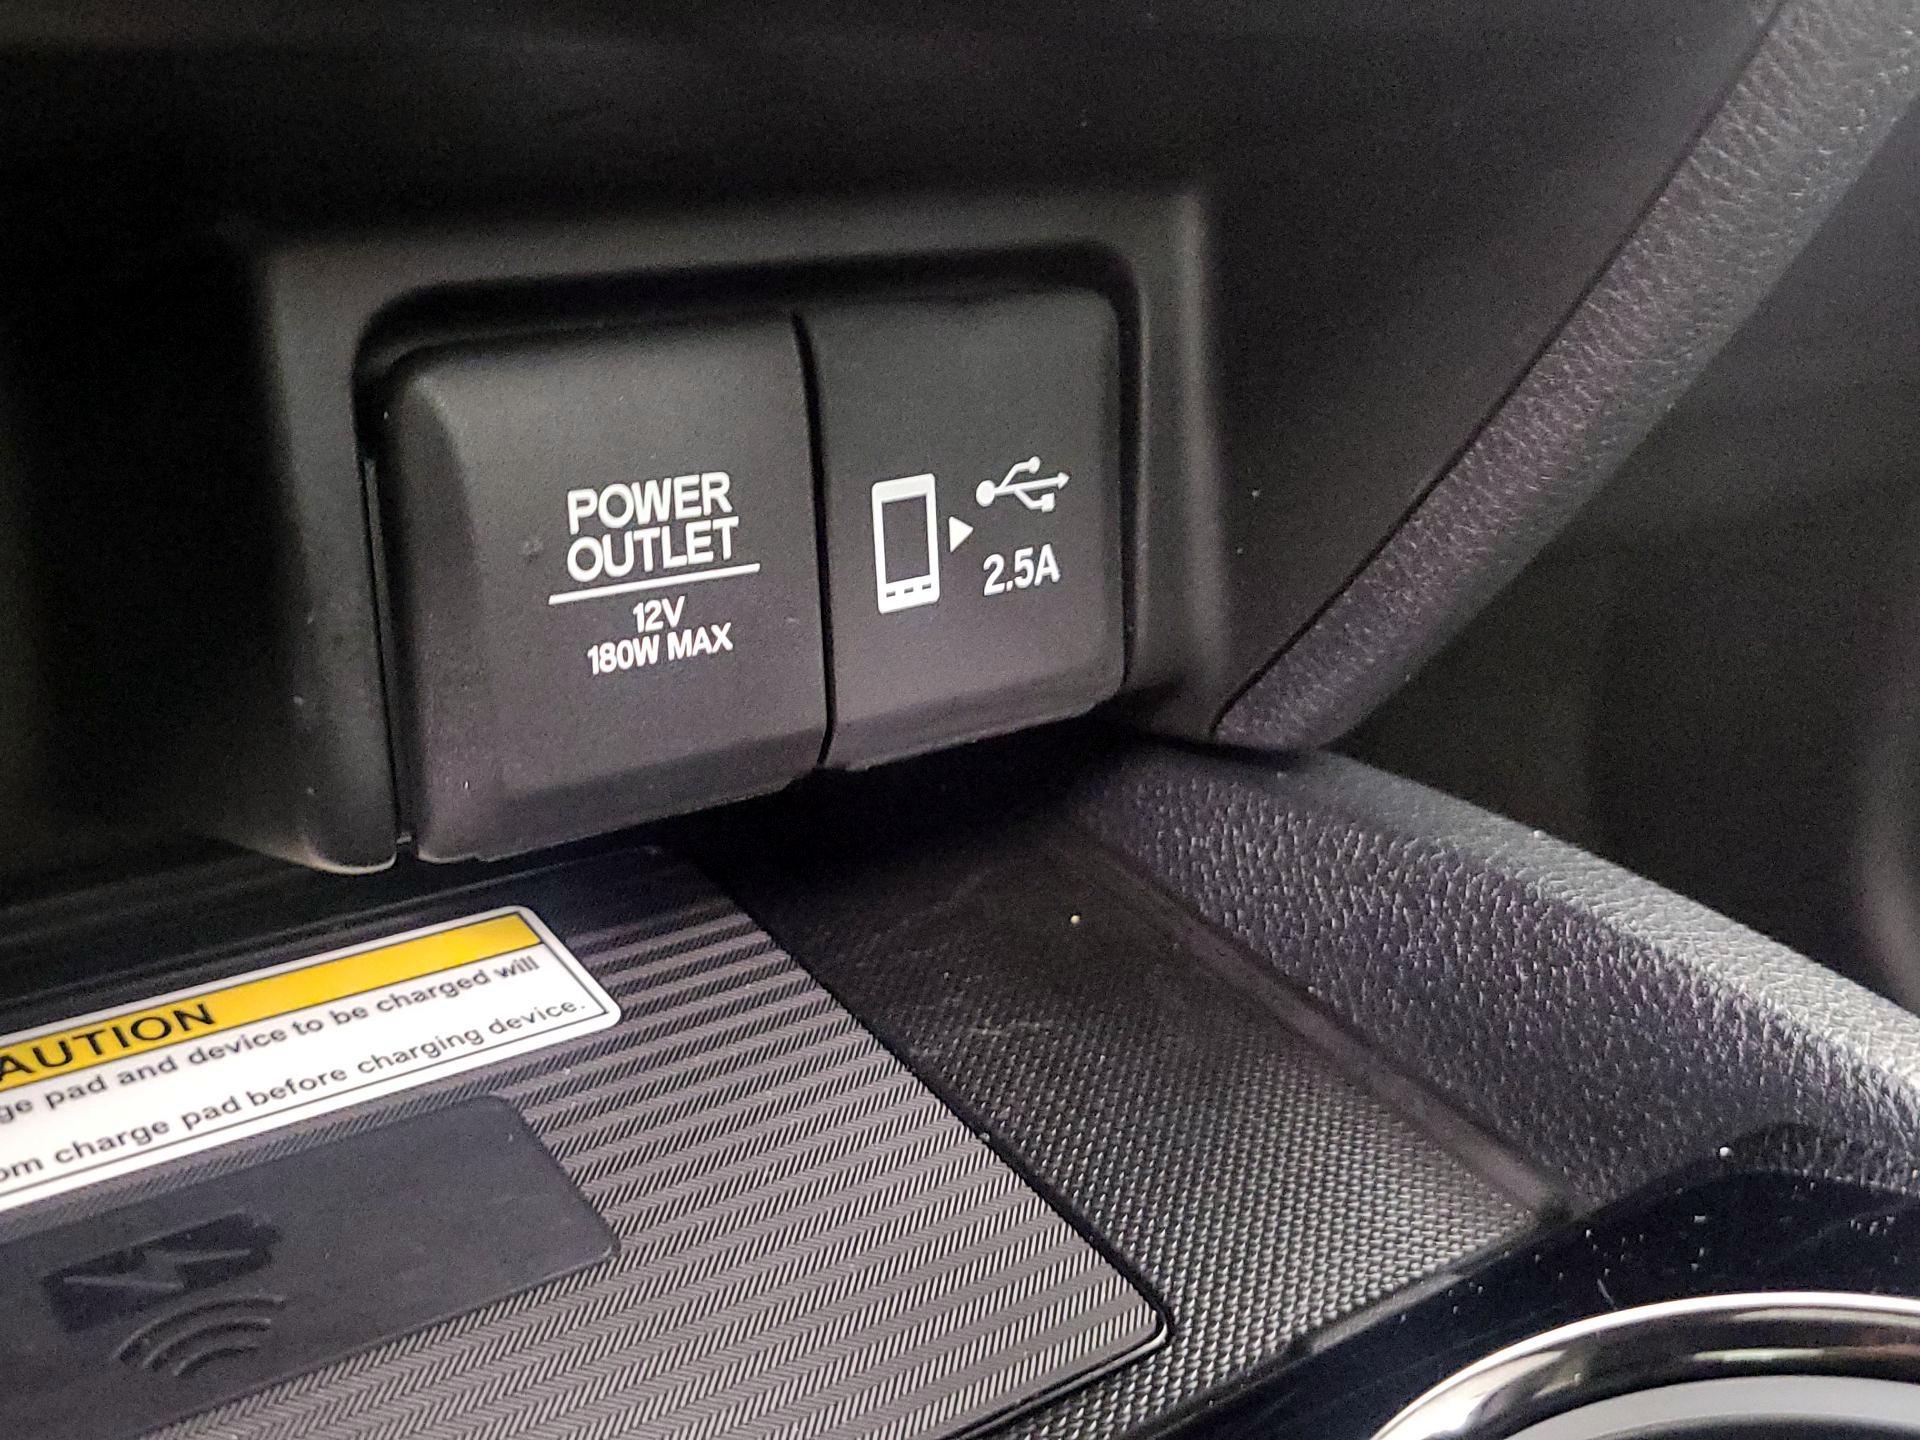 POWER
OUTLET
12V
180W MAX
2.5A
AUTION
ge pad and device to be charged will
om charge pad before charging device.